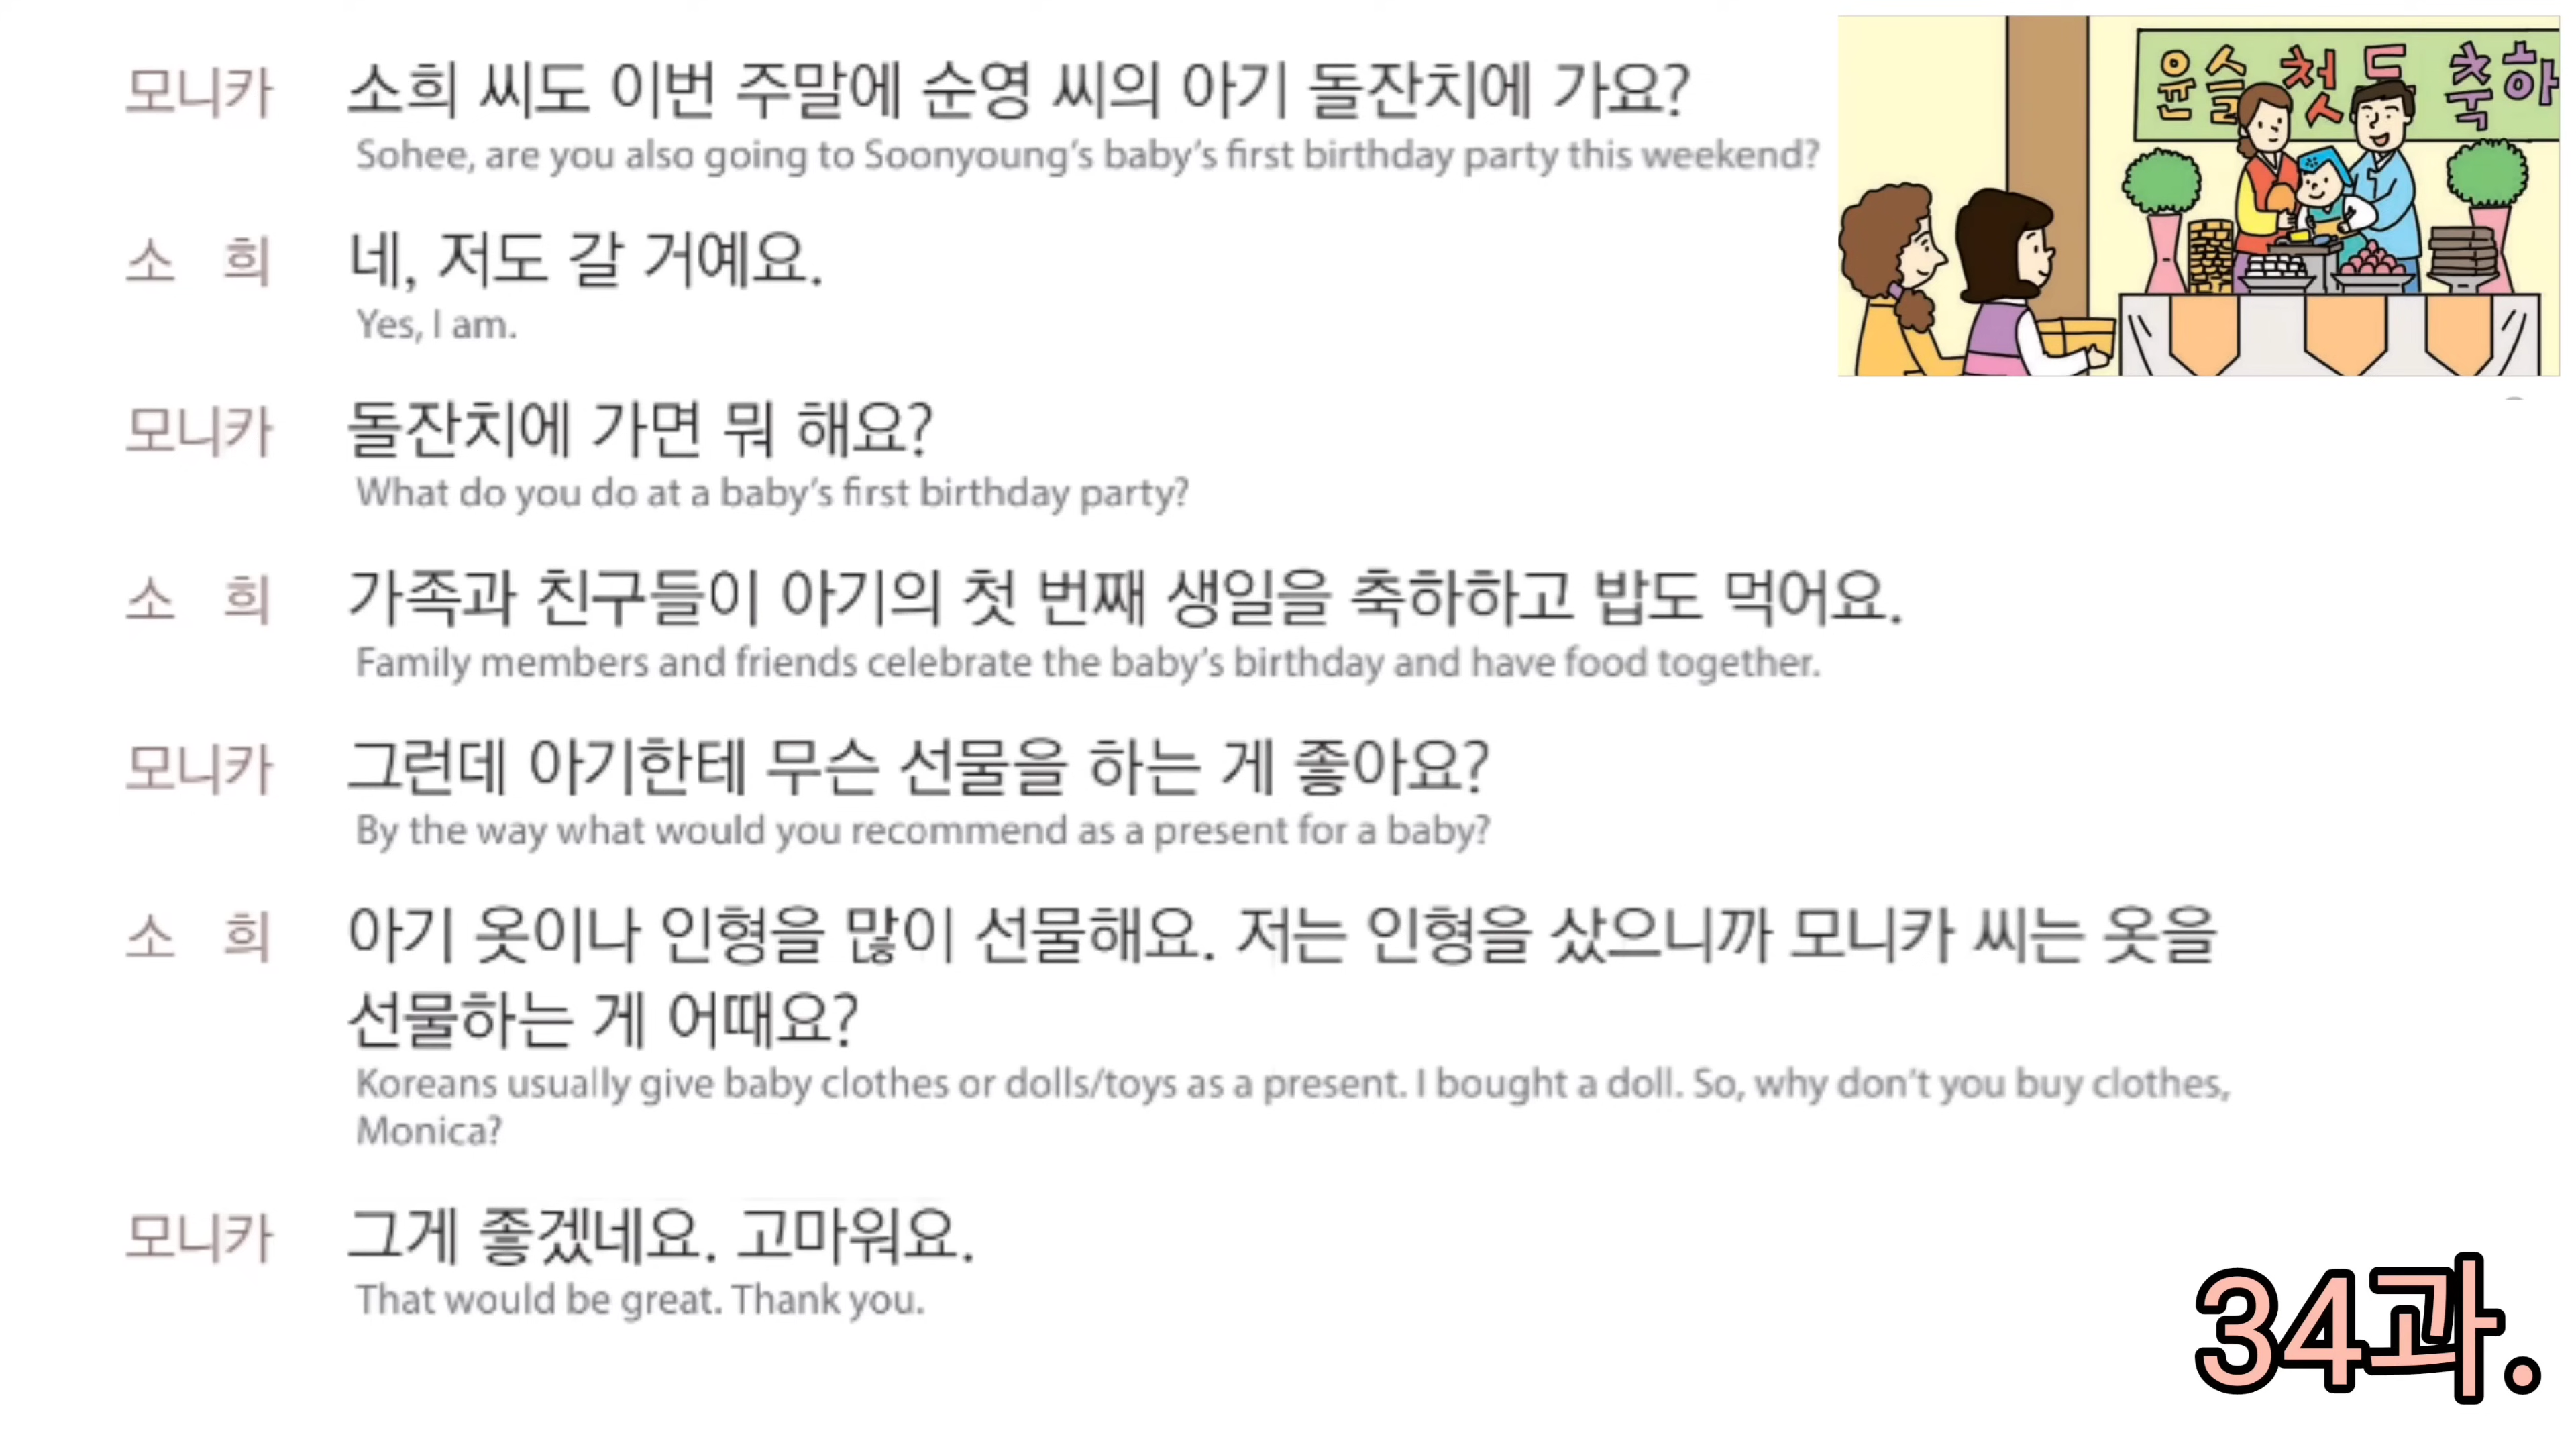 모니카 소희 씨도 이번 주말에 순영 씨의 아기 돌잔치에 가요?
Sohee, are you also going to Soonyoung's baby's first birthday party this weekend?
윤슬 첫 돌 축하
소 희 네, 저도 갈 거예요.
Yes, I am.
모니카 돌잔치에 가면 뭐 해요?
What do you do at a baby's first birthday party?
소 희 가족과 친구들이 아기의 첫 번째 생일을 축하하고 밥도 먹어요.
Family members and friends celebrate the baby's birthday and have food together.
모니카 그런데 아기한테 무슨 선물을 하는 게 좋아요?
By the way what would you recommend as a present for a baby?
소 희 아기 옷이나 인형을 많이 선물해요. 저는 인형을 샀으니까 모니카 씨는 옷을
선물하는 게 어때요?
Koreans usually give baby clothes or dolls/toys as a present. I bought a doll. So, why don't you buy clothes,
Monica?
모니카 그게 좋겠네요. 고마워요.
That would be great. Thank you.
34과.